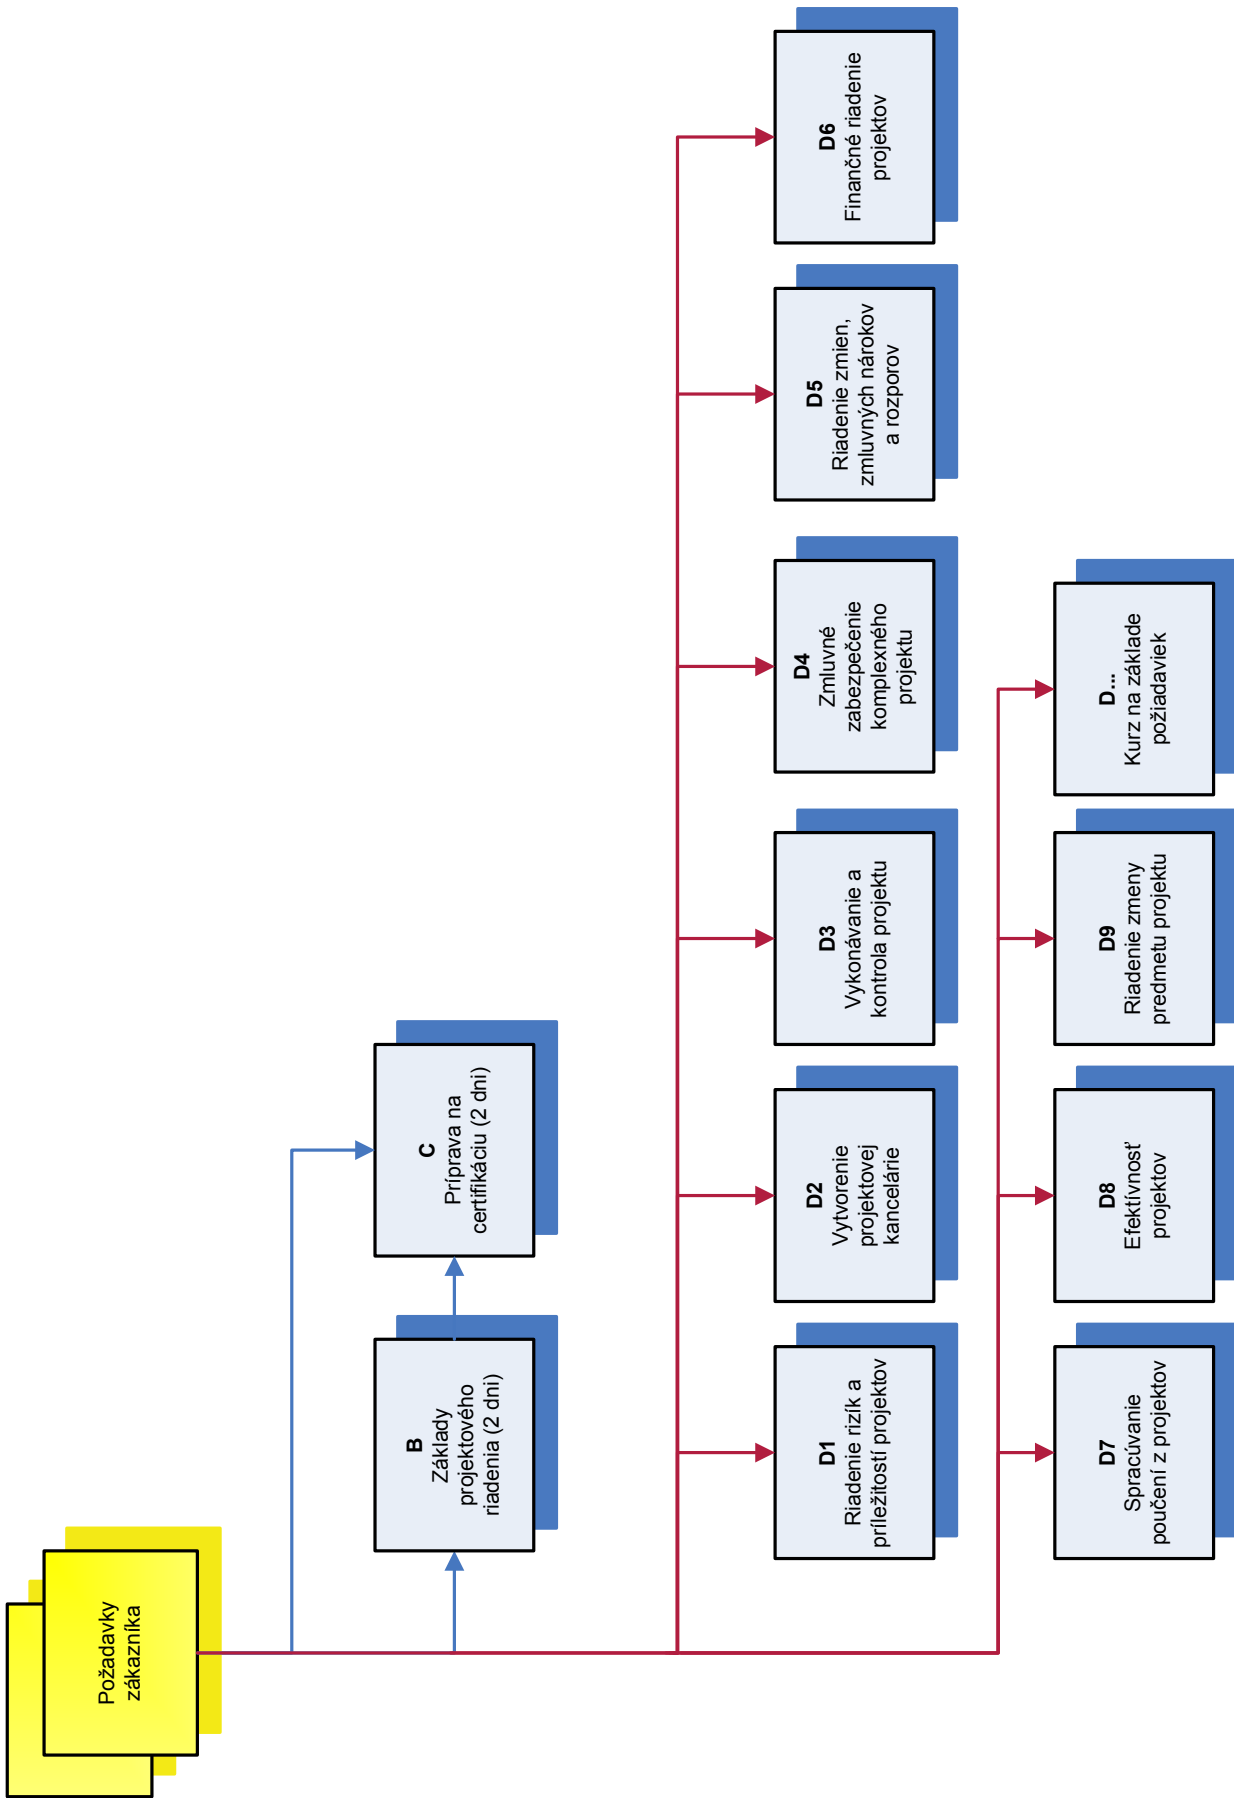 Požadavky
zákazníka
B
Základy
projektového
riadenia (2 dni)
C
Príprava na
certifikáciu (2 dni)
D1
Riadenie rizík a
príležitostí projektov
D2
Vytvorenie
projektovej
kancelárie
D3
Vykonávanie a
kontrola projektu
D4
Zmluvné
zabezpečenie
komplexného
projektu
D5
Riadenie zmien,
zmluvných nárokov
a rozporov
D6
Finančné riadenie
projektov
D7
Spracúvanie
poučení z projektov
D8
Efektívnosť
projektov
D9
Riadenie zmeny
predmetu projektu
D...
Kurz na základe
požiadaviek